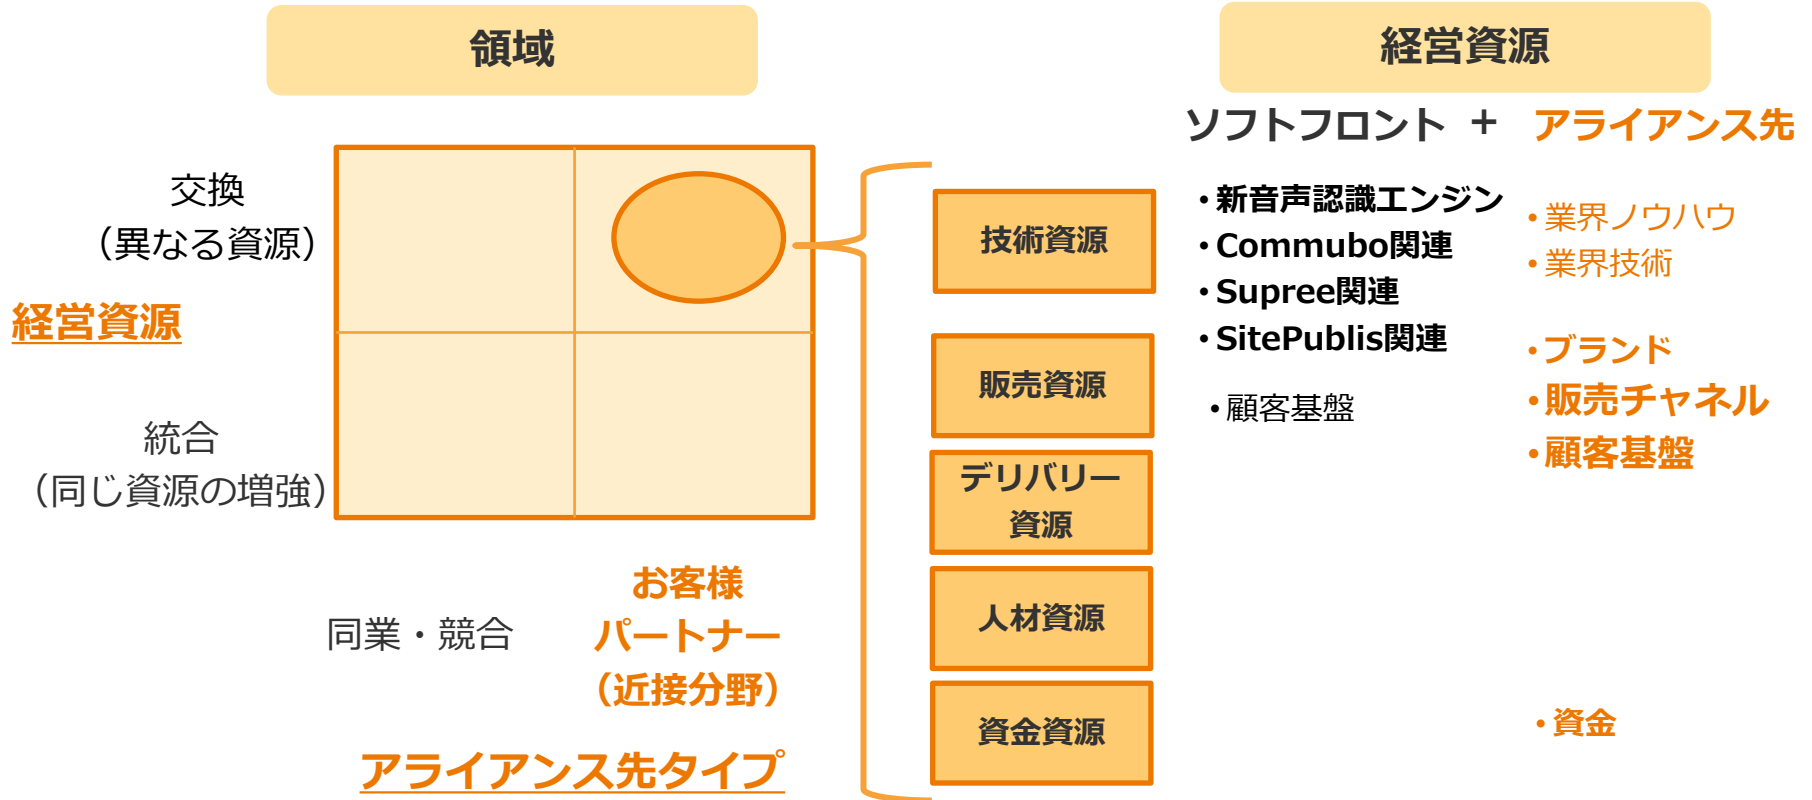 領域
交換
（異なる資源）
経営資源
統合
（同じ資源の増強）
同業・競合
お客様
パートナー
（近接分野）
アライアンス先タイプ
経営資源
ソフトフロント + アライアンス先
技術資源
・新音声認識エンジン
・Commubo関連
・Supree関連
・SitePublis関連
・業界ノウハウ
・業界技術
販売資源
・顧客基盤
・ブランド
・販売チャネル
・顧客基盤
デリバリー
資源
人材資源
資金資源
・資金